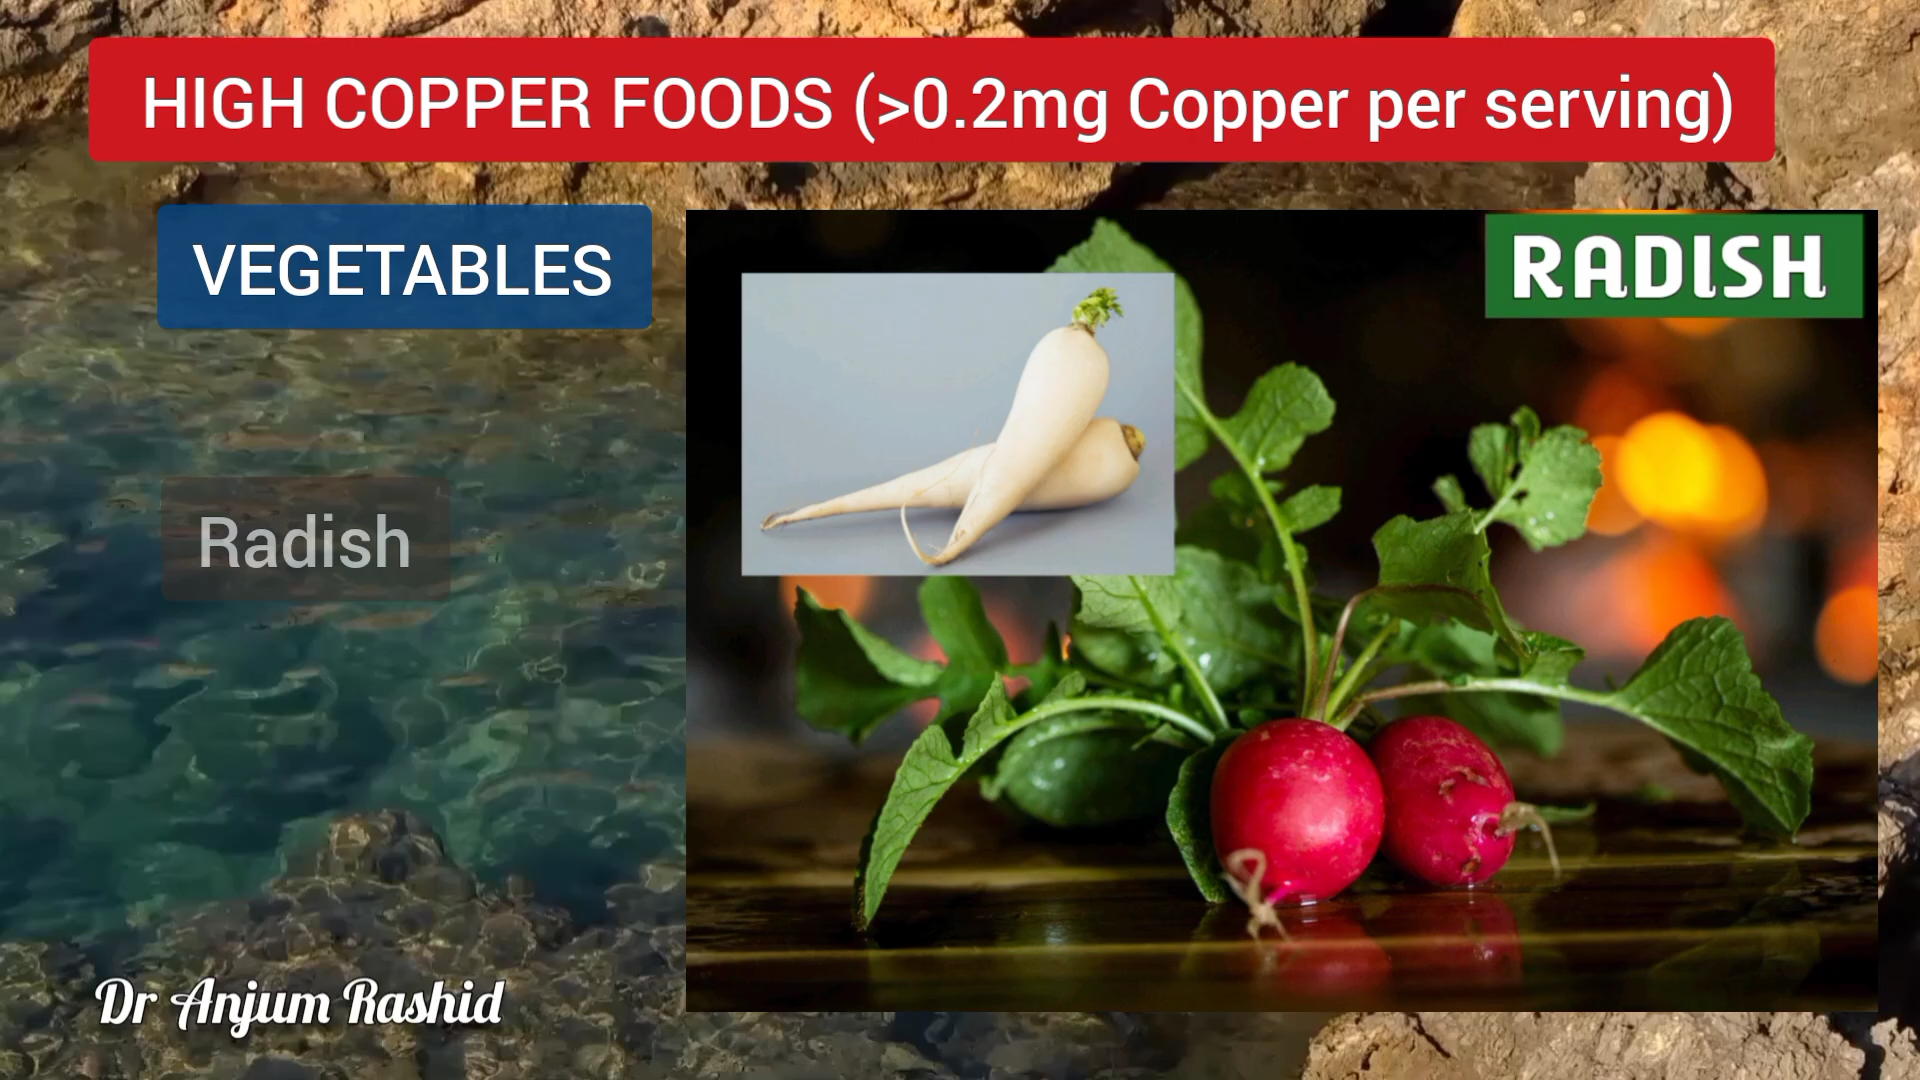 HIGH COPPER FOODS (>0.2mg Copper per serving)
VEGETABLES
RADISH
Radish
Dr Anjum Rashid